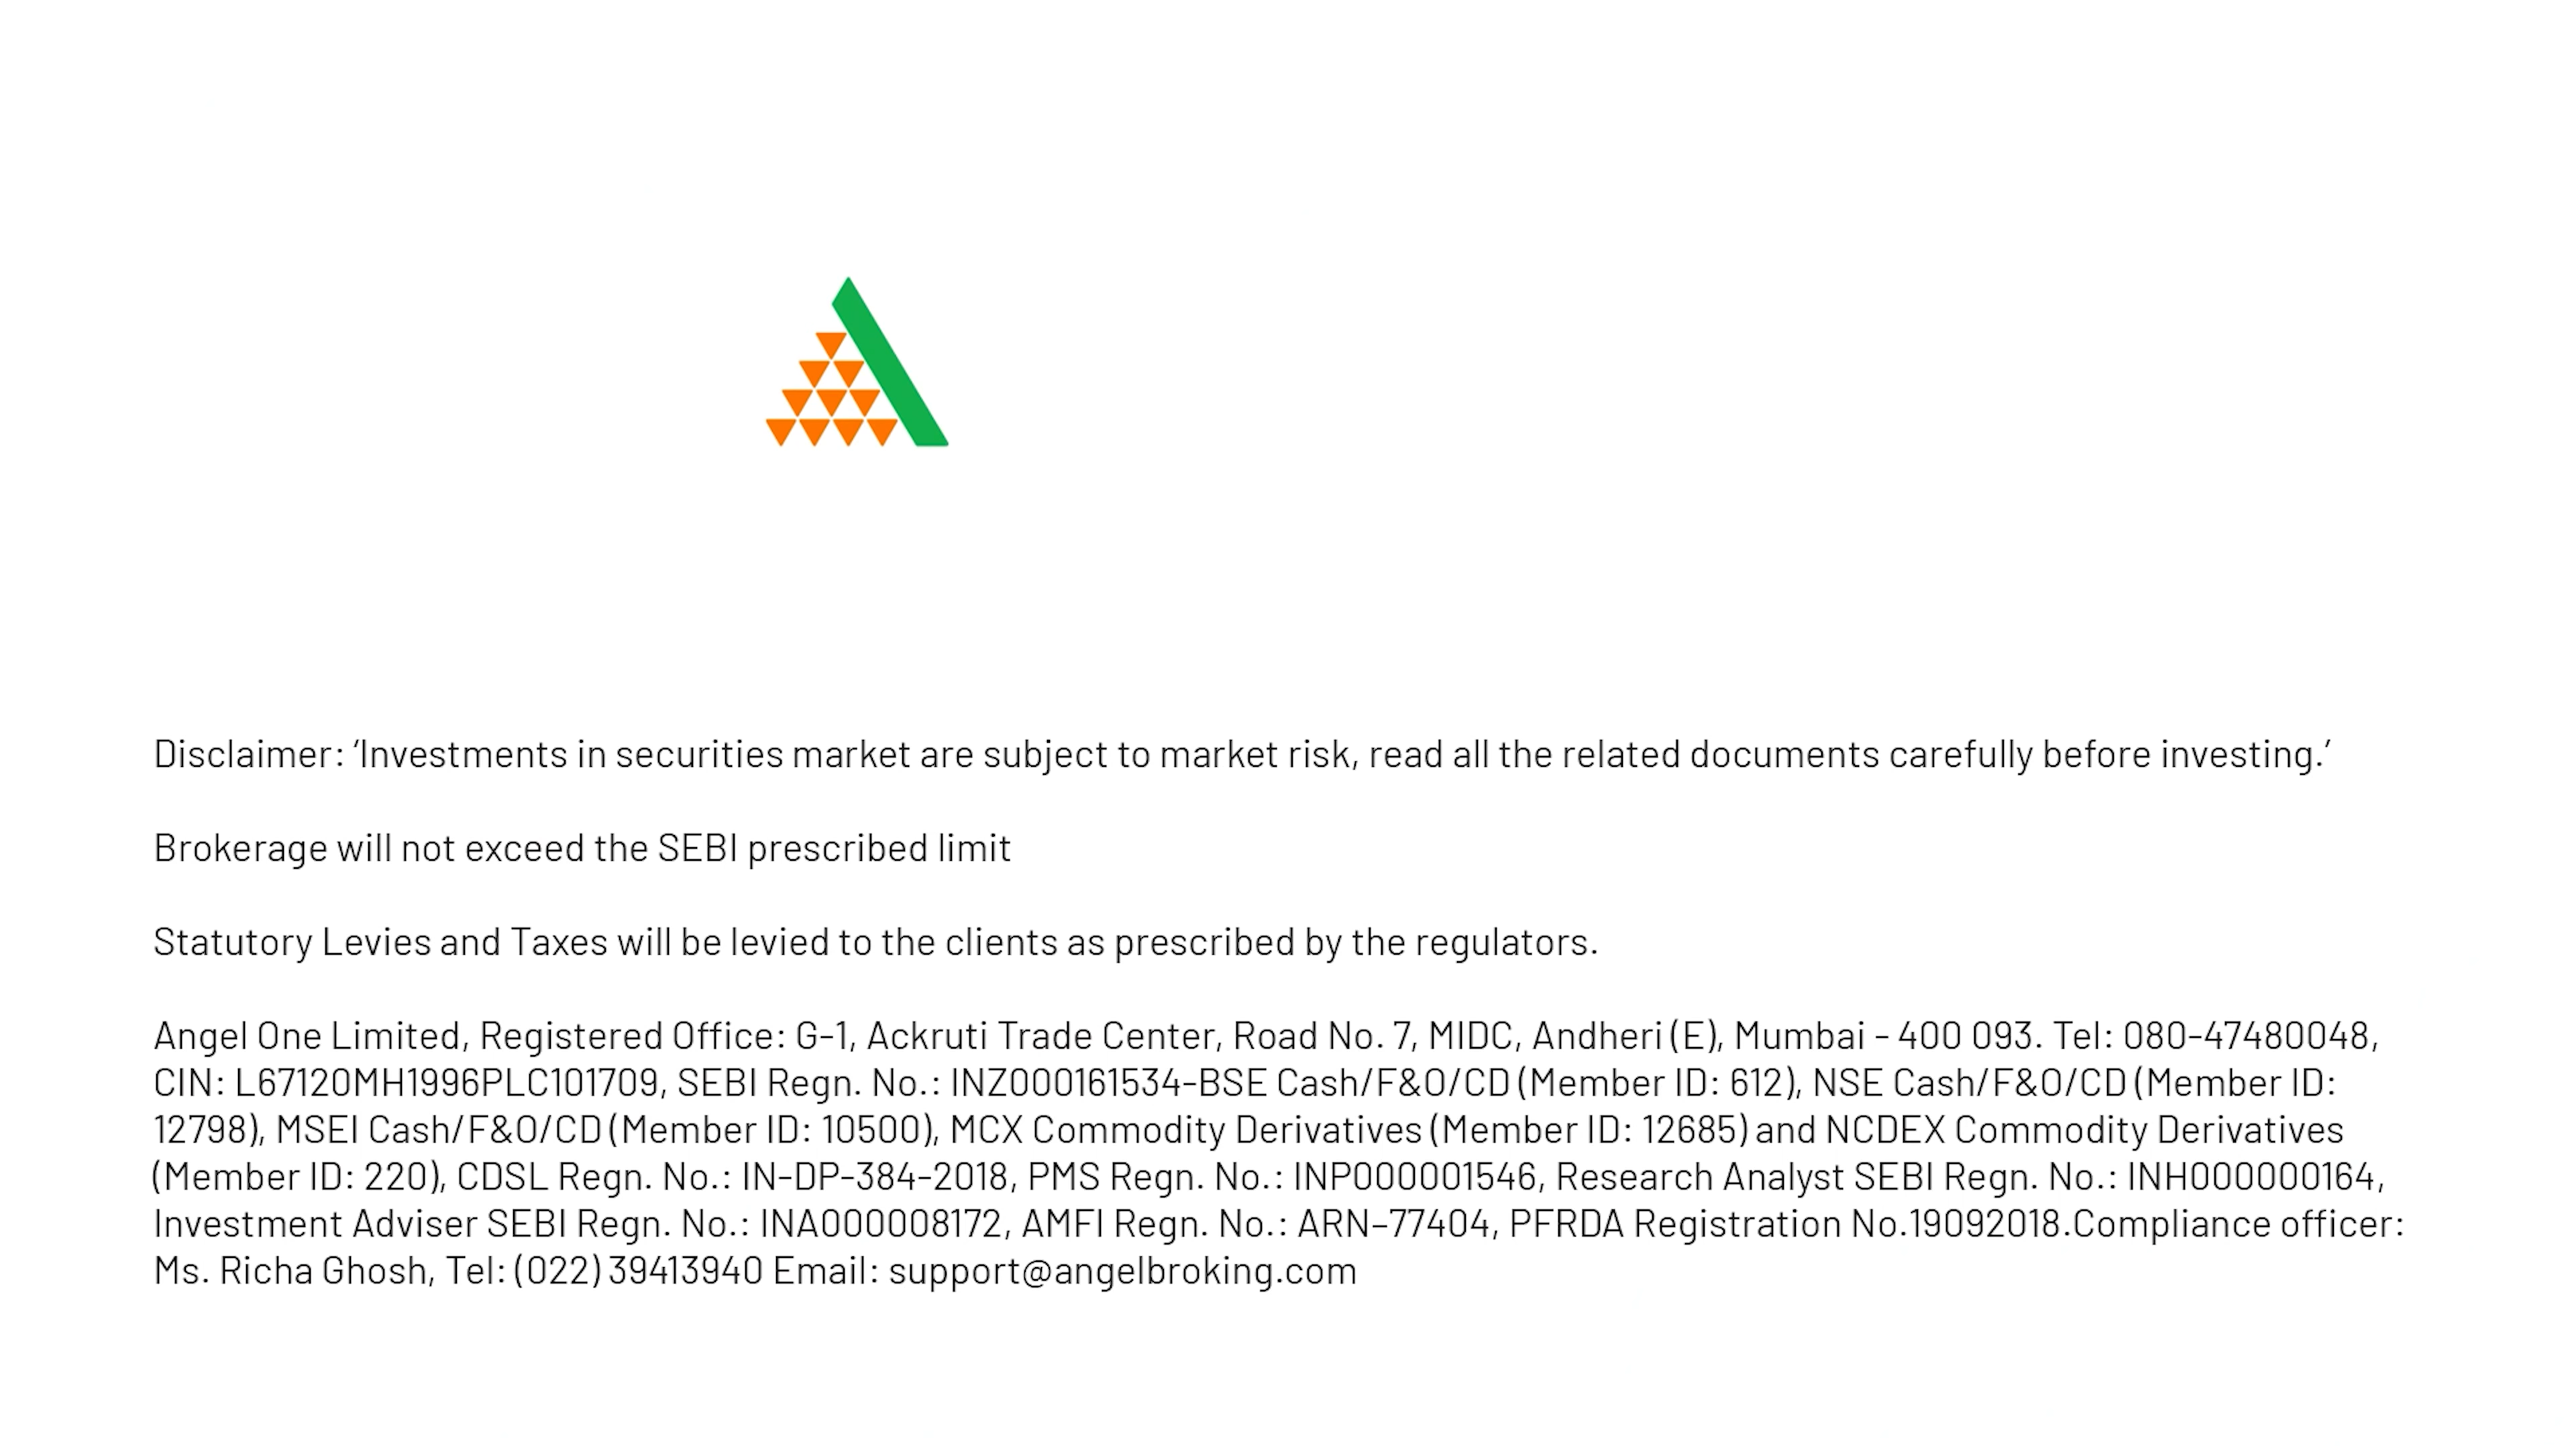 Disclaimer: ‘Investments in securities market are subject to market risk, read all the related documents carefully before investing.’
Brokerage will not exceed the SEBI prescribed limit
Statutory Levies and Taxes will be levied to the clients as prescribed by the regulators.
Angel One Limited, Registered Office: G-1, Ackruti Trade Center, Road No. 7, MIDC, Andheri (E), Mumbai - 400 093. Tel: 080-47480048,
CIN: L67120MH1996PLC101709, SEBI Regn. No.: INZ000161534-BSE Cash/F&O/CD (Member ID: 612), NSE Cash/F&O/CD (Member ID:
12798), MSEI Cash/F&O/CD (Member ID: 10500), MCX Commodity Derivatives (Member ID: 12685) and NCDEX Commodity Derivatives
(Member ID: 220), CDSL Regn. No.: IN-DP-384-2018, PMS Regn. No.: INP000001546, Research Analyst SEBI Regn. No.: INH000000164,
Investment Adviser SEBI Regn. No.: INA000008172, AMFI Regn. No.: ARN–77404, PFRDA Registration No.19092018.Compliance officer:
Ms. Richa Ghosh, Tel: (022) 39413940 Email: support@angelbroking.com